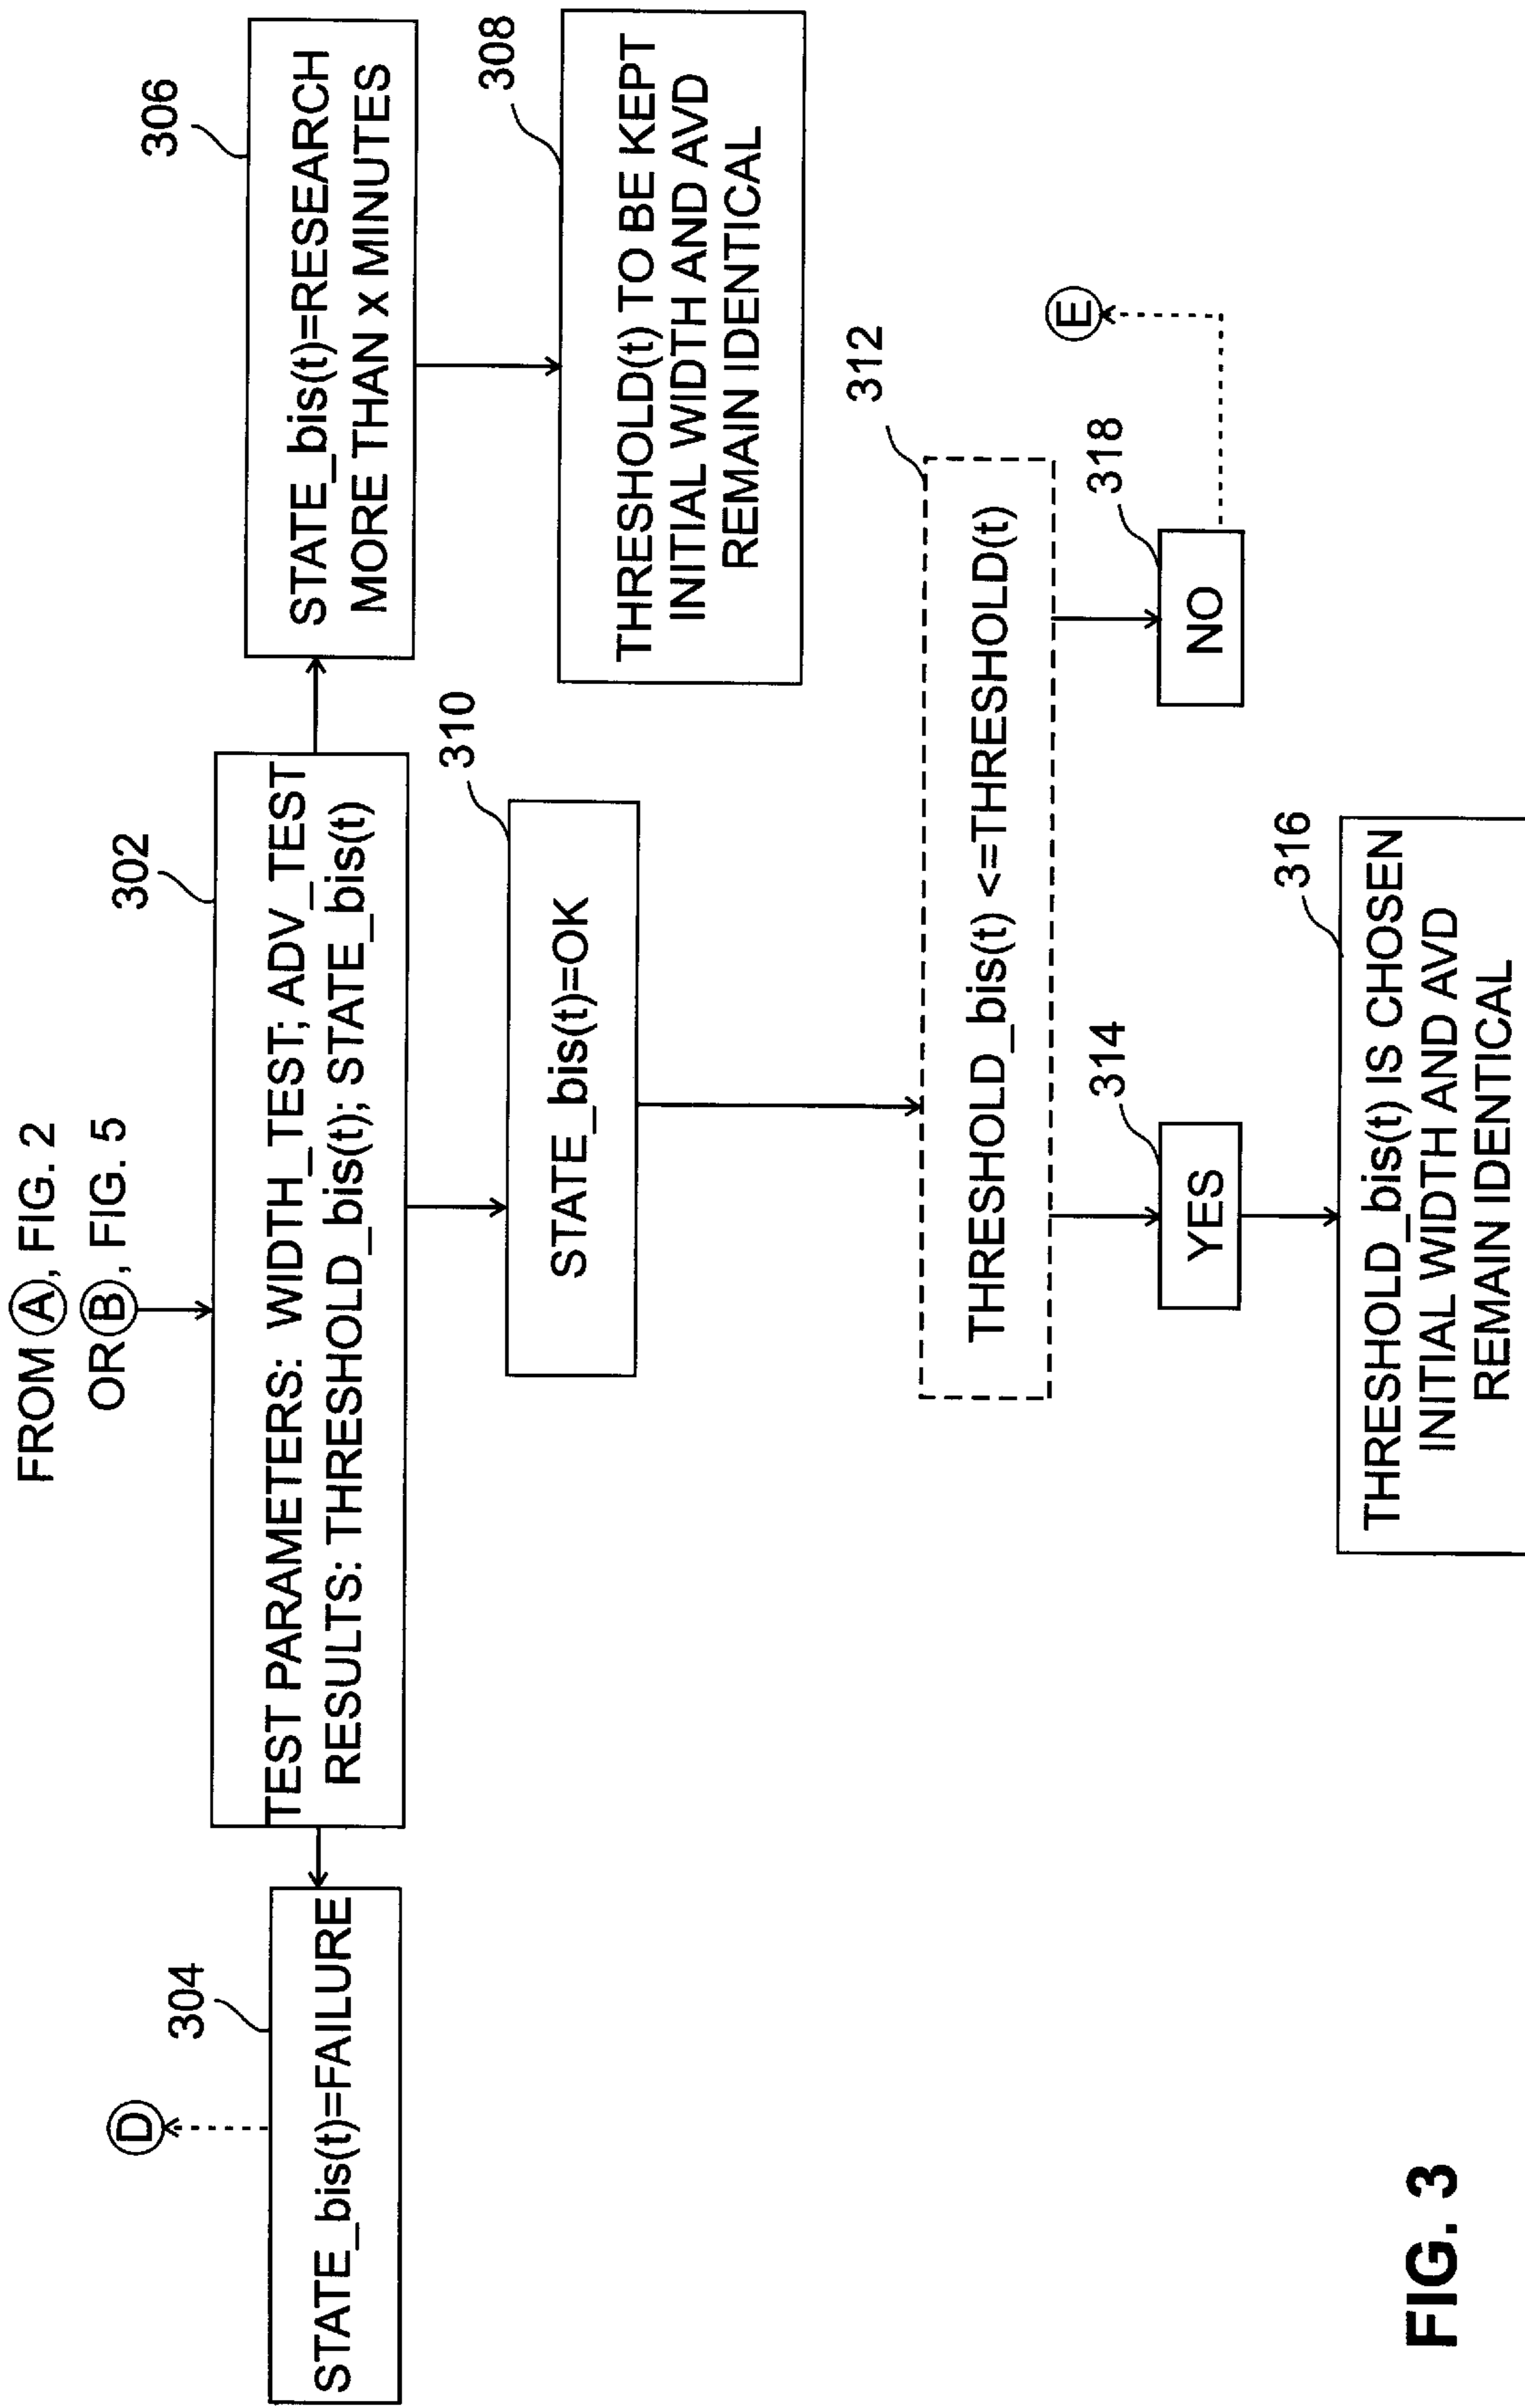 FROM A, FIG. 2
OR B, FIG. 5
302
TEST PARAMETERS: WIDTH_TEST; ADV_TEST
RESULTS: THRESHOLD_bis(t); STATE_bis(t)
D
304
STATE_bis(t)=FAILURE
306
STATE_bis(t)=RESEARCH
MORE THAN x MINUTES
308
THRESHOLD(t) TO BE KEPT
INITIAL WIDTH AND AVD
REMAIN IDENTICAL
310
STATE_bis(t)=OK
312
THRESHOLD_bis(t) <=THRESHOLD(t)
314
YES
318
NO
E
316
THRESHOLD_bis(t) IS CHOSEN
INITIAL WIDTH AND AVD
REMAIN IDENTICAL
FIG. 3